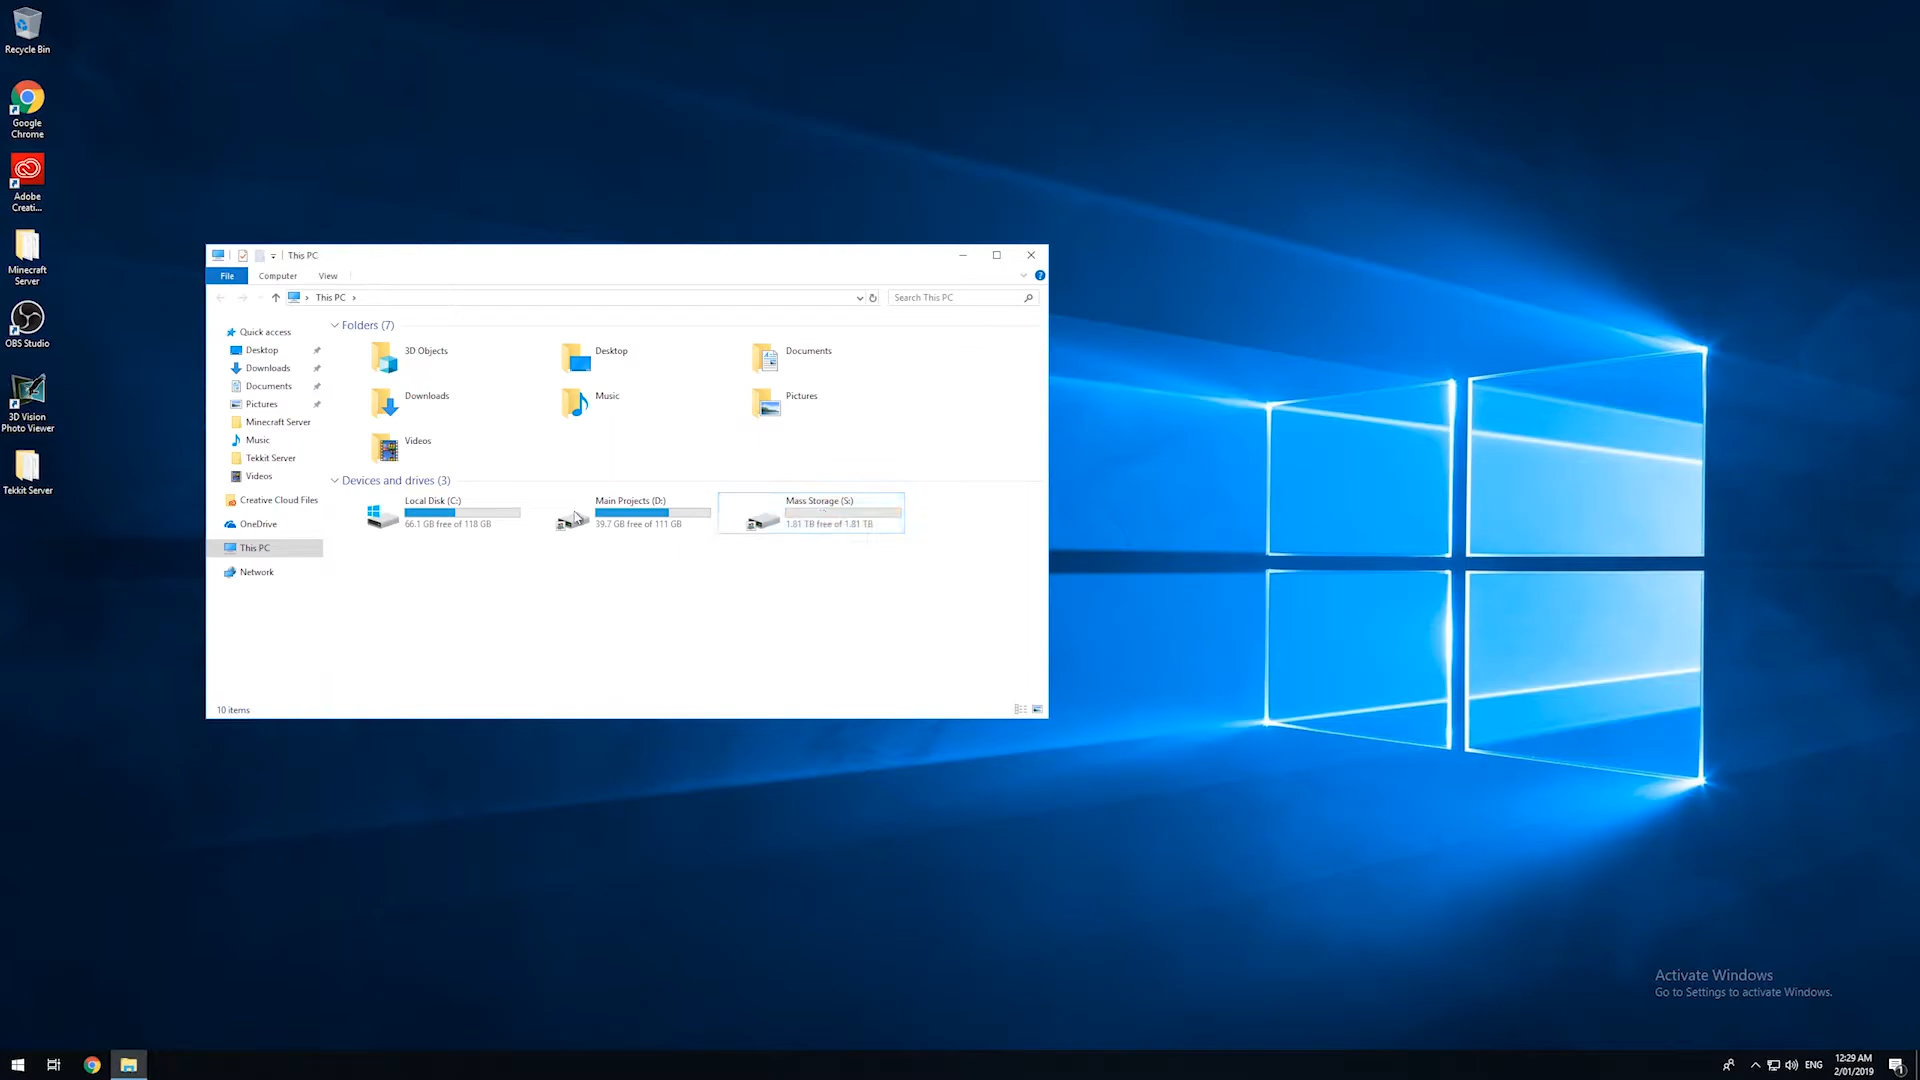 Recycle Bin
Google
Chrome
Adobe
Creati...
Minecraft
Server
OBS Studio
3D Vision
Photo Viewer
Tekkit Server
This PC
File
Computer
View
This PC
Search This PC
Quick access
Desktop
Downloads
Documents
Pictures
Minecraft Server
Music
Tekkit Server
Videos
Creative Cloud Files
OneDrive
This PC
Network
Folders (7)
3D Objects
Desktop
Documents
Downloads
Music
Pictures
Videos
Devices and drives (3)
Local Disk (C:)
66.1 GB free of 118 GB
Main Projects (D:)
39.7 GB free of 111 GB
Mass Storage (S:)
1.81 TB free of 1.81 TB
10 items
Activate Windows
Go to Settings to activate Windows.
ENG
12:29 AM
2/01/2019
1